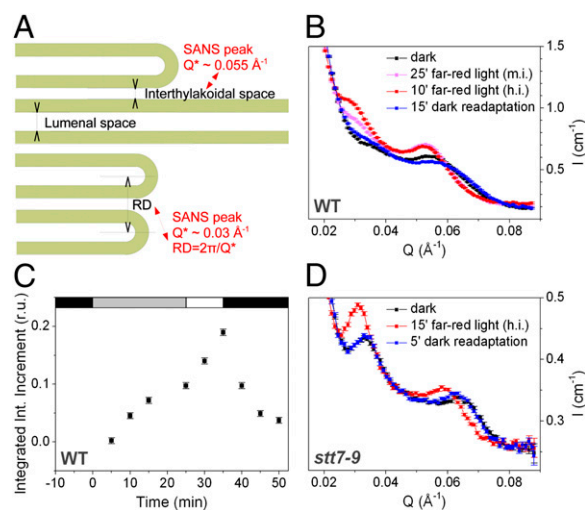 A
SANS peak
Q* ~ 0.055 Å⁻¹
Interthylakoidal space
Lumenal space
RD
SANS peak
Q* ~ 0.03 Å⁻¹
RD=2π/Q*
B
dark
25' far-red light (m.i.)
10' far-red light (h.i.)
15' dark readaptation
WT
1.5
1.0
0.5
I (cm⁻¹)
0.02 0.04 0.06 0.08
Q (Å⁻¹)
C
Integrated Int. Increment (r.u.)
0.2
0.1
0.0
WT
-10 0 10 20 30 40 50
Time (min)
D
dark
15' far-red light (h.i.)
5' dark readaptation
stt7-9
0.5
0.4
0.3
I (cm⁻¹)
0.02 0.04 0.06 0.08
Q (Å⁻¹)